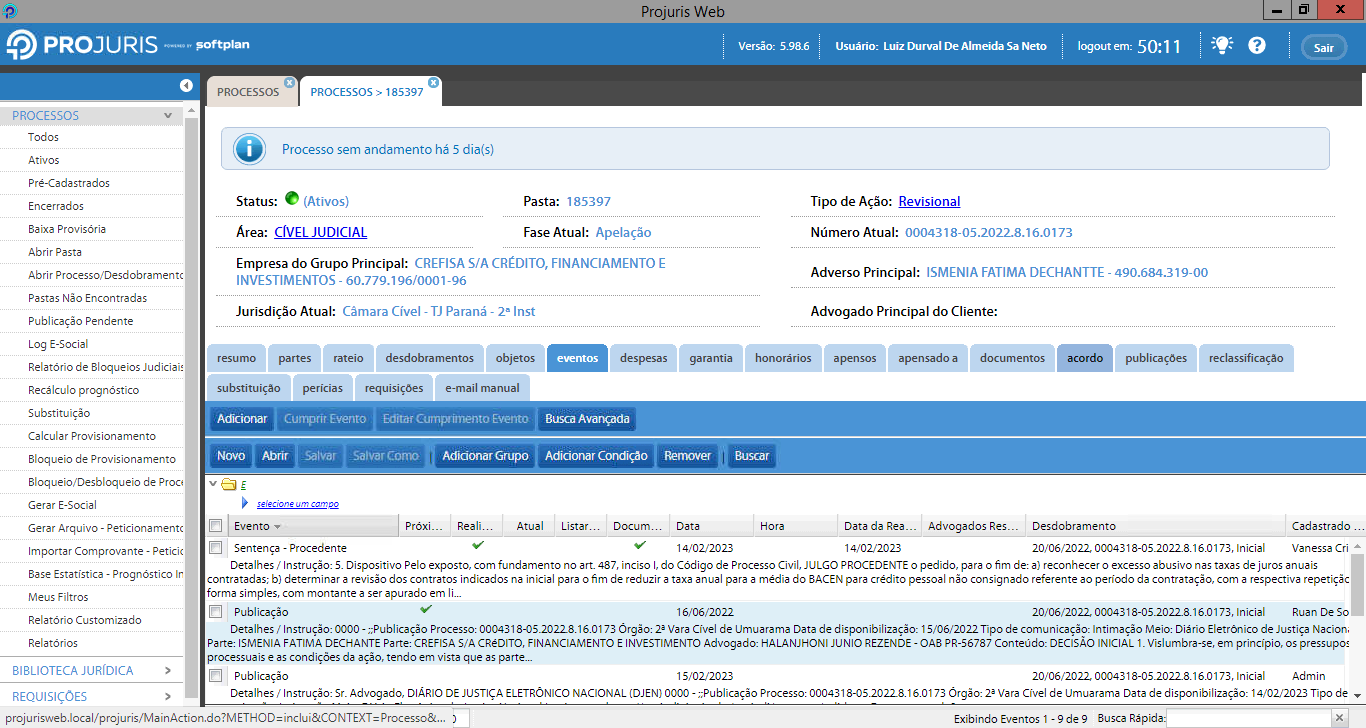 Projuris Web
PROJURIS POWERED BY softplan
Versão: 5.98.6
Usuário: Luiz Durval De Almeida Sa Neto
logout em: 50:11
Sair
PROCESSOS
PROCESSOS > 185397
PROCESSOS
Todos
Ativos
Pré-Cadastrados
Encerrados
Baixa Provisória
Abrir Pasta
Abrir Processo/Desdobramento
Pastas Não Encontradas
Publicação Pendente
Log E-Social
Relatório de Bloqueios Judiciais
Recálculo prognóstico
Substituição
Calcular Provisionamento
Bloqueio de Provisionamento
Bloqueio/Desbloqueio de Proce
Gerar E-Social
Gerar Arquivo - Peticionamento
Importar Comprovante - Peticio
Base Estatística - Prognóstico In
Meus Filtros
Relatório Customizado
Relatórios
BIBLIOTECA JURÍDICA
REQUISIÇÕES
Processo sem andamento há 5 dia(s)
Status: (Ativos)
Pasta: 185397
Tipo de Ação: Revisional
Área: CÍVEL JUDICIAL
Fase Atual: Apelação
Número Atual: 0004318-05.2022.8.16.0173
Empresa do Grupo Principal: CREFISA S/A CRÉDITO, FINANCIAMENTO E
INVESTIMENTOS - 60.779.196/0001-96
Adverso Principal: ISMENIA FATIMA DECHANTTE - 490.684.319-00
Jurisdição Atual: Câmara Cível - TJ Paraná - 2ª Inst
Advogado Principal do Cliente:
resumo partes rateio desdobramentos objetos eventos despesas garantia honorários apensos apensado a documentos acordo publicações reclassificação
substituição perícias requisições e-mail manual
Adicionar Cumprir Evento Editar Cumprimento Evento Busca Avançada
Novo Abrir Salvar Salvar Como | Adicionar Grupo Adicionar Condição Remover | Buscar
E
selecione um campo
Evento Próxi... Reali... Atual Listar... Docum... Data Hora Data da Rea... Advogados Res... Desdobramento Cadastrado ...
Sentença - Procedente 14/02/2023 14/02/2023 20/06/2022, 0004318-05.2022.8.16.0173, Inicial Vanessa Cri
Detalhes / Instrução: 5. Dispositivo Pelo exposto, com fundamento no art. 487, inciso I, do Código de Processo Civil, JULGO PROCEDENTE o pedido, para o fim de: a) reconhecer o excesso abusivo nas taxas de juros anuais
contratadas; b) determinar a revisão dos contratos indicados na inicial para o fim de reduzir a taxa anual para a média do BACEN para crédito pessoal não consignado referente ao período da contratação, com a respectiva repetição
forma simples, com montante a ser apurado em li...
Publicação 16/06/2022 20/06/2022, 0004318-05.2022.8.16.0173, Inicial Ruan De So
Detalhes / Instrução: 0000 - ;;Publicação Processo: 0004318-05.2022.8.16.0173 Órgão: 2ª Vara Cível de Umuarama Data de disponibilização: 15/06/2022 Tipo de comunicação: Intimação Meio: Diário Eletrônico de Justiça Naciona
Parte: ISMENIA FATIMA DECHANTE Parte: CREFISA S/A CRéDITO, FINANCIAMENTO E INVESTIMENTO Advogado: HALANJHONI JUNIO REZENDE - OAB PR-56787 Conteúdo: DECISÃO INICIAL 1. Vislumbra-se, em princípio, os pressupos
processuais e as condições da ação, tendo em vista que as parte...
Publicação 15/02/2023 20/06/2022, 0004318-05.2022.8.16.0173, Inicial Admin
Detalhes / Instrução: Sr. Advogado, DIÁRIO DE JUSTIÇA ELETRÔNICO NACIONAL (DJEN) 0000 - ;;Publicação Processo: 0004318-05.2022.8.16.0173 Órgão: 2ª Vara Cível de Umuarama Data de disponibilização: 14/02/2023 Tipo de
projurisweb.local/projuris/MainAction.do?METHOD=inclui&CONTEXT=Processo&...
Exibindo Eventos 1 - 9 de 9 Busca Rápida: